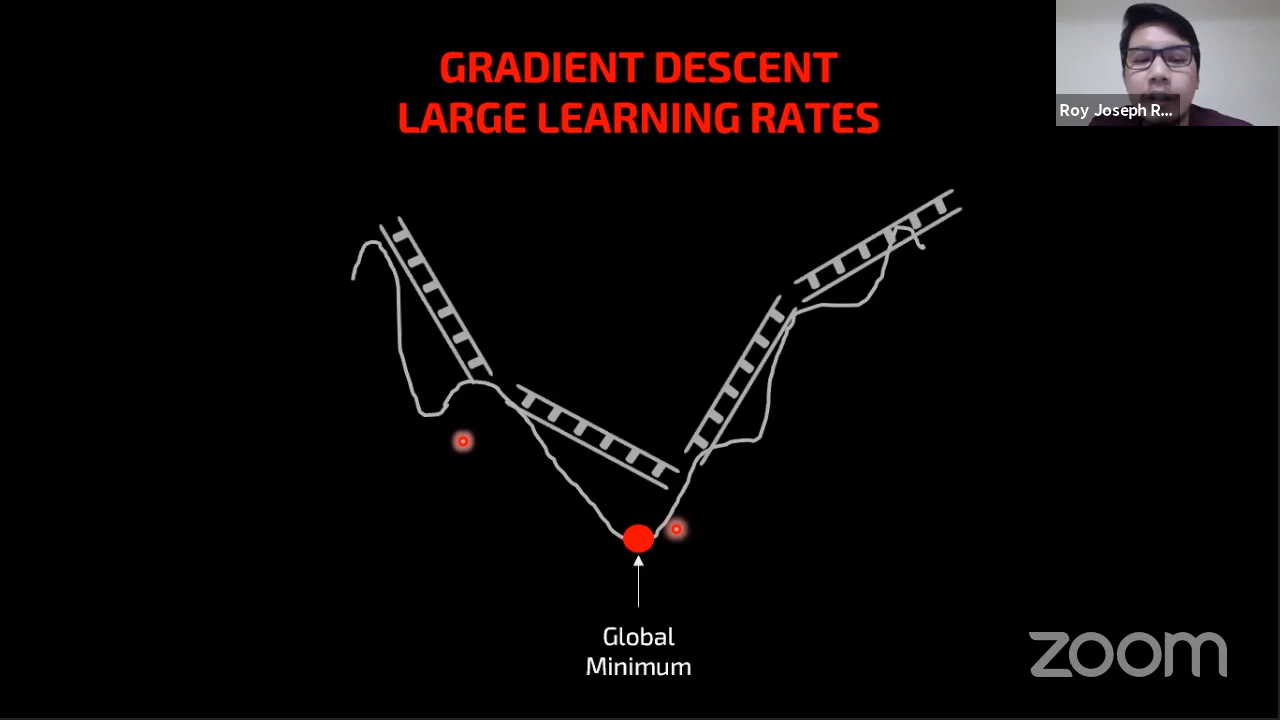 GRADIENT DESCENT
LARGE LEARNING RATES
Roy Joseph R...
Global
Minimum
zoom